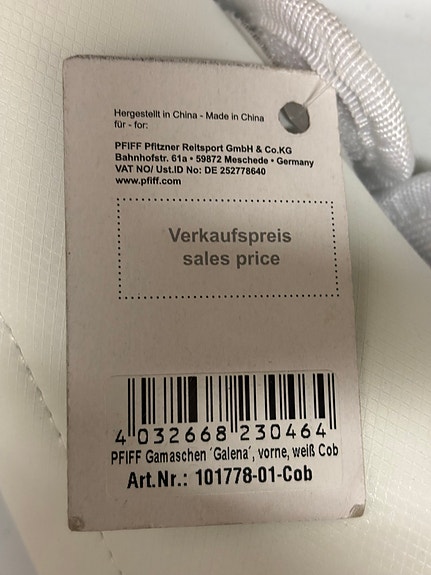 Hergestellt in China - Made in China
für - for:
PFIFF Pfitzner Reitsport GmbH & Co.KG
Bahnhofstr. 61a • 59872 Meschede • Germany
VAT NO/ Ust.ID No: DE 252778640
www.pfiff.com
Verkaufspreis
sales price
4 032668 230464
PFIFF Gamaschen ´Galena´, vorne, weiß Cob
Art.Nr.: 101778-01-Cob